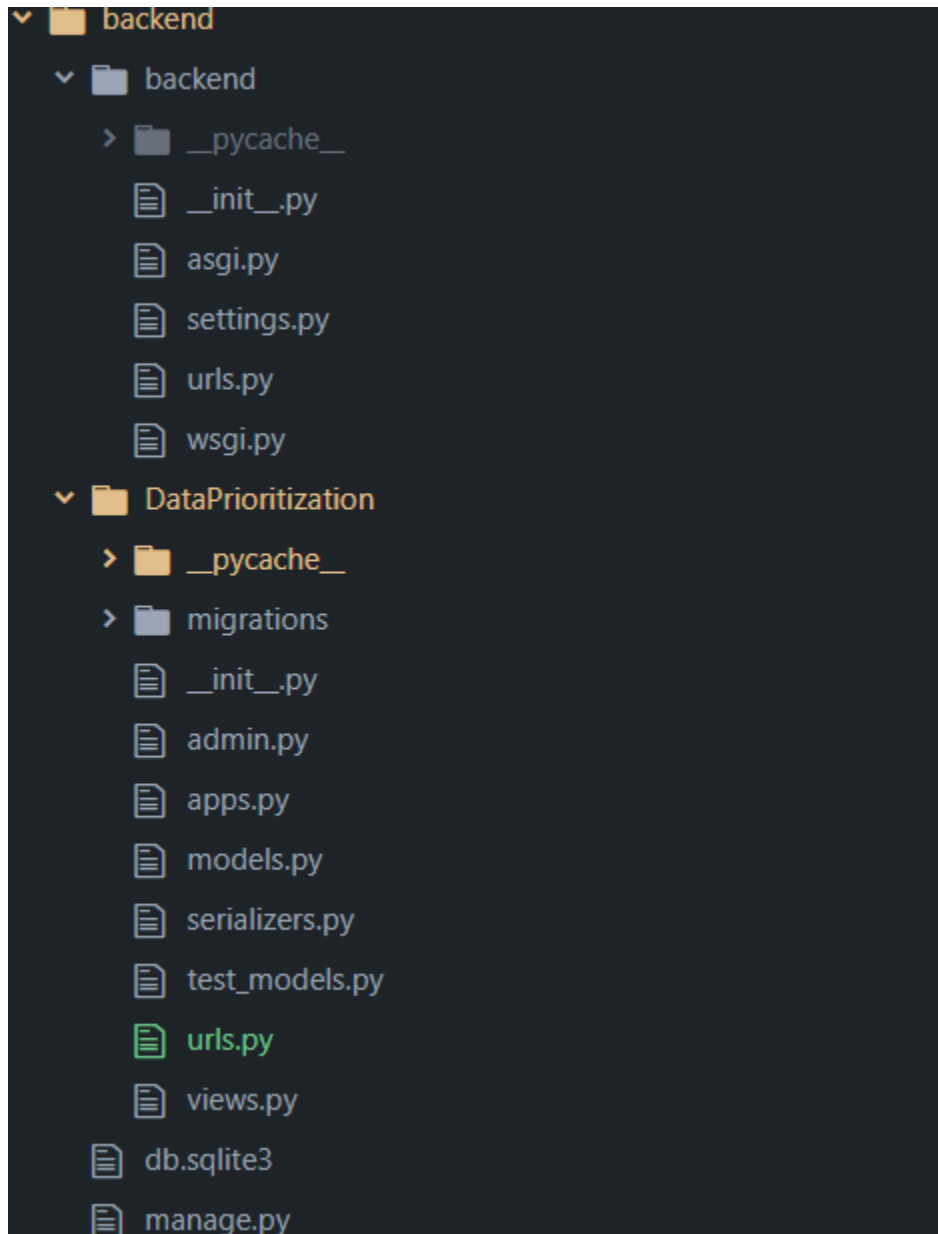 backend
backend
__pycache__
__init__.py
asgi.py
settings.py
urls.py
wsgi.py
DataPrioritization
__pycache__
migrations
__init__.py
admin.py
apps.py
models.py
serializers.py
test_models.py
urls.py
views.py
db.sqlite3
manage.py